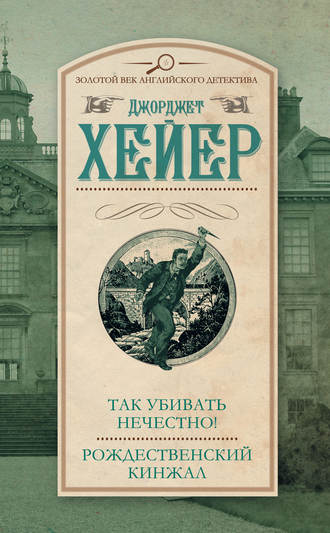 ЗОЛОТОЙ ВЕК АНГЛИЙСКОГО ДЕТЕКТИВА
Джорджет
ХЕЙЕР
ТАК УБИВАТЬ
НЕЧЕСТНО!
РОЖДЕСТВЕНСКИЙ
КИНЖАЛ